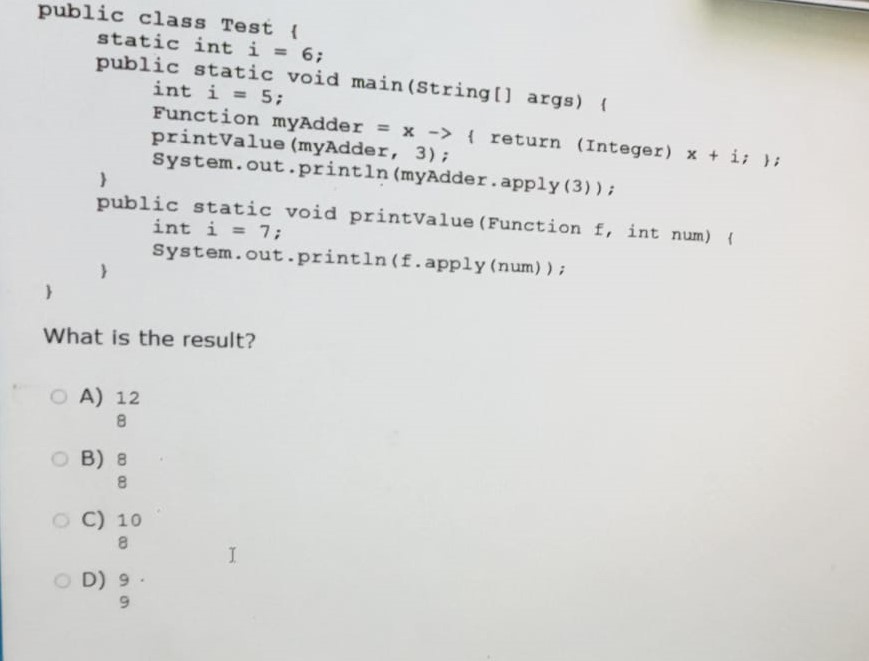 public class Test {
static int i = 6;
public static void main(String[] args) {
int i = 5;
Function myAdder = x -> { return (Integer) x + i; };
printValue(myAdder, 3);
System.out.println(myAdder.apply(3));
}
public static void printValue(Function f, int num) {
int i = 7;
System.out.println(f.apply(num));
}
}
What is the result?
A) 12
8
B) 8
8
C) 10
8
D) 9
9